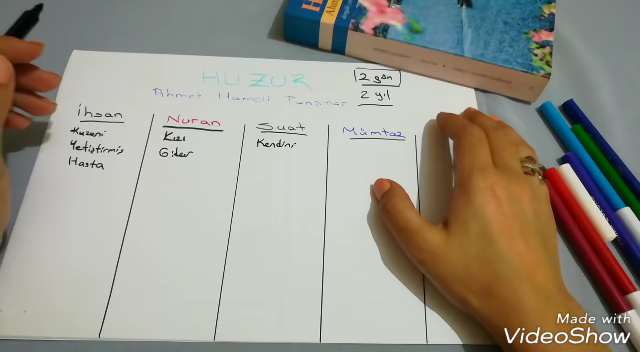 HUZUR
Ahmet Hamdi Tanpınar
2 gün
2 yıl
İhsan
Kuzeni
Yetiştirmiş
Hasta
Nuran
Kızı
Gider
Suat
Kendini
Mümtaz
H
Ahm
Made with
VideoShow